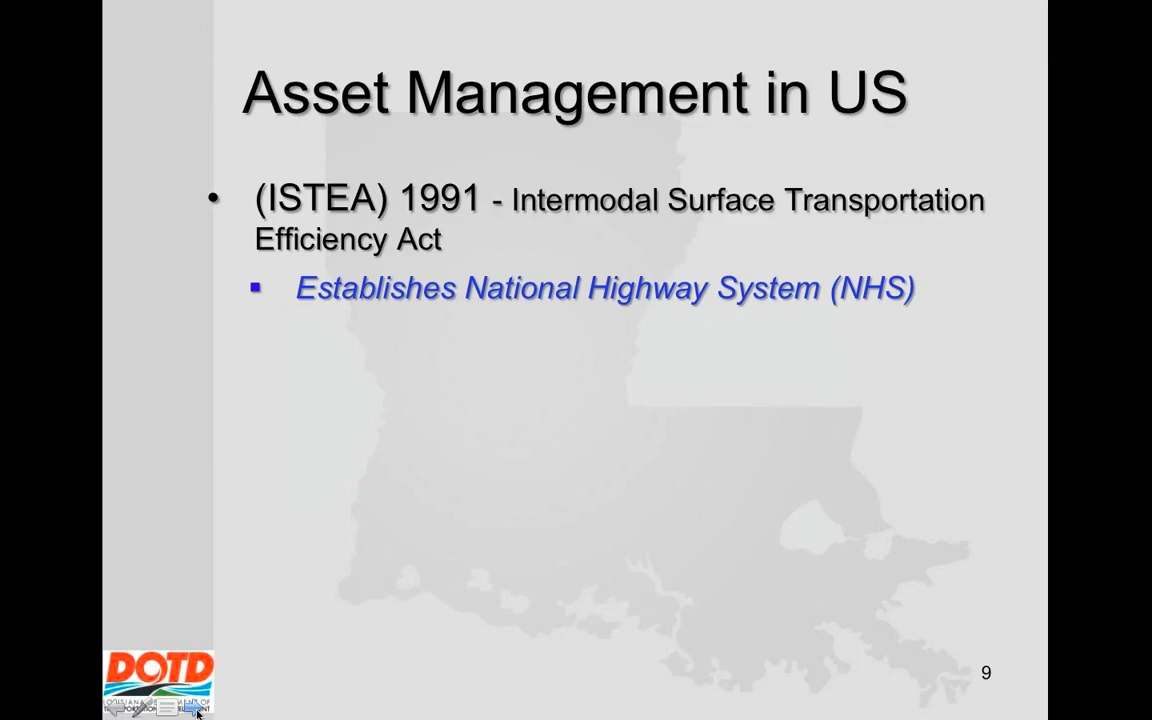 Asset Management in US
• (ISTEA) 1991 - Intermodal Surface Transportation
Efficiency Act
▪ Establishes National Highway System (NHS)
DOTD
9